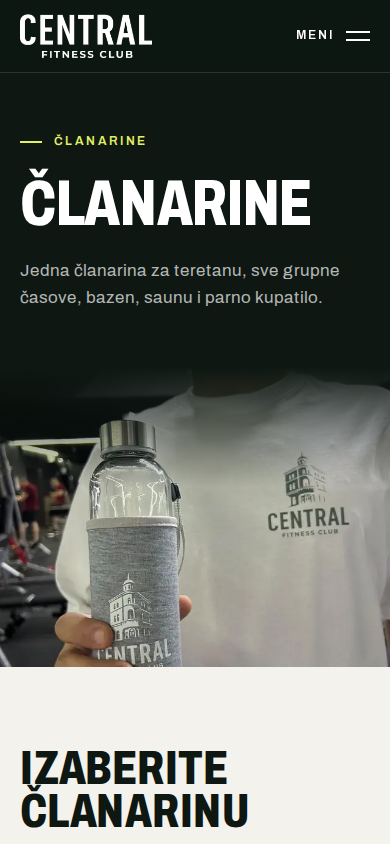 CENTRAL
FITNESS CLUB
MENI
ČLANARINE
ČLANARINE
Jedna članarina za teretanu, sve grupne
časove, bazen, saunu i parno kupatilo.
CENTRAL
FITNESS CLUB
CENTRAL
IZABERITE
ČLANARINU